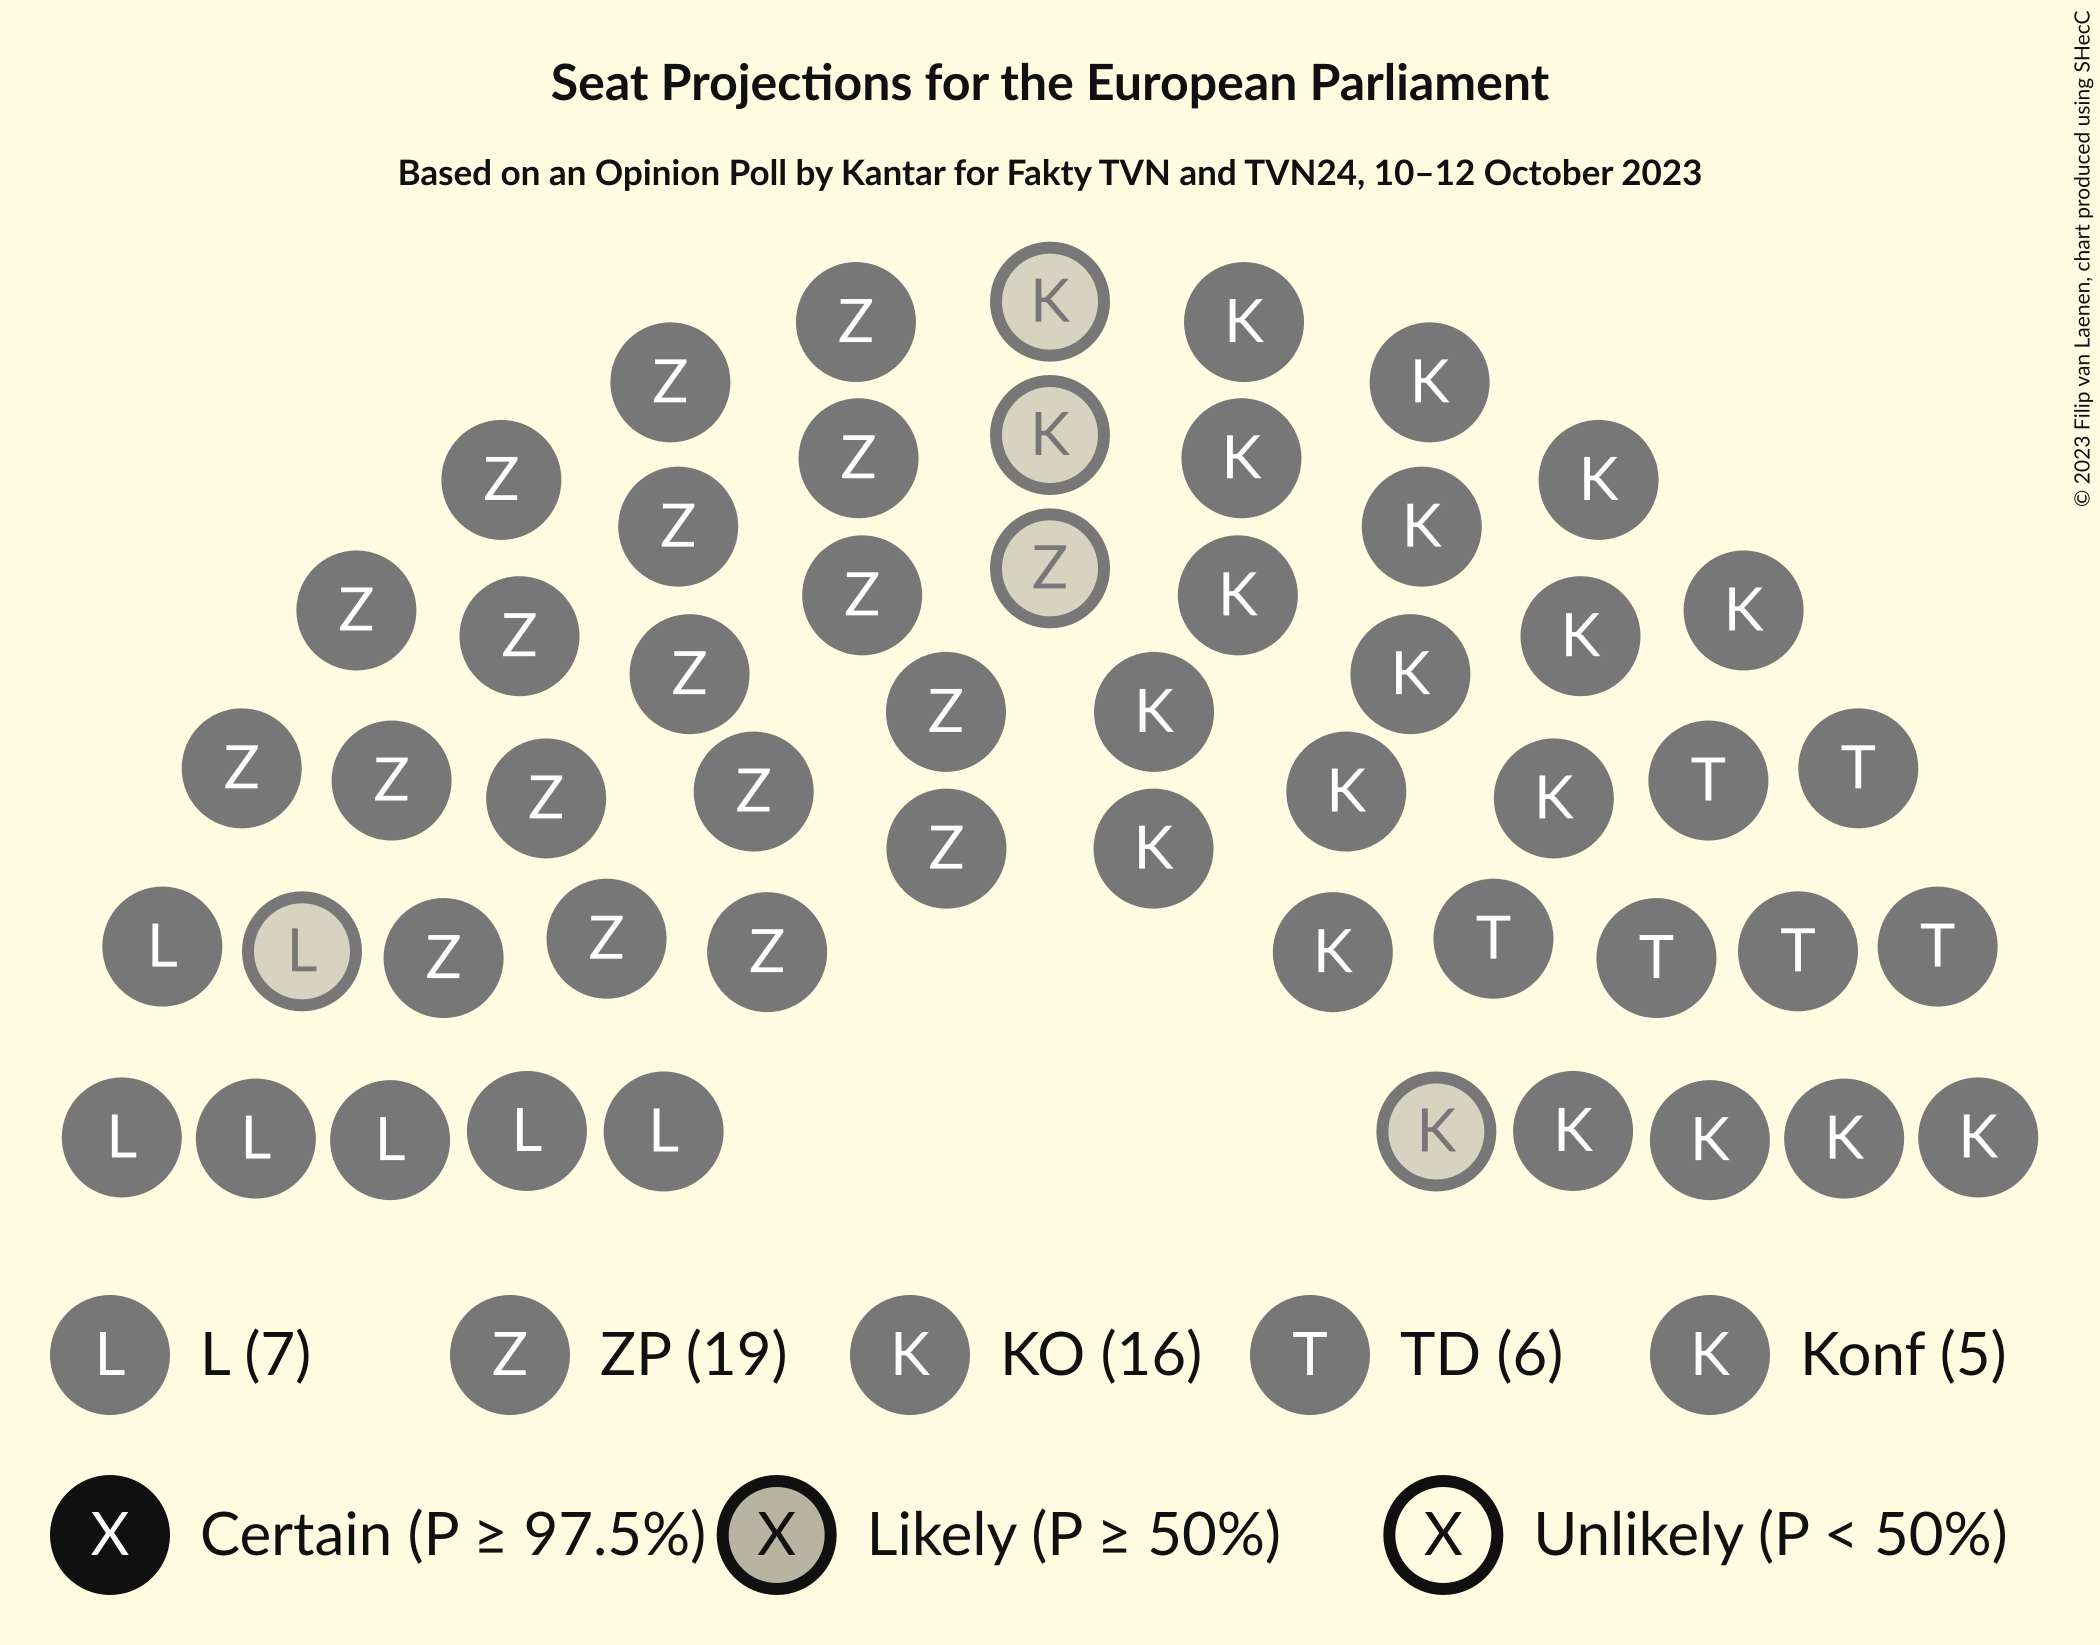 Seat Projections for the European Parliament
Based on an Opinion Poll by Kantar for Fakty TVN and TVN24, 10–12 October 2023
© 2023 Filip van Laenen, chart produced using SHecC
K
Z K
Z K
K
Z K
Z K
Z K
Z K
Z
Z K
Z K
Z K
Z K
Z K
Z K
Z T
Z T
Z K
Z K
Z K
Z T
L T
L T
Z K
Z T
L L L L L K K K K K
L L (7) Z ZP (19) K KO (16) T TD (6) K Konf (5)
X Certain (P ≥ 97.5%) X Likely (P ≥ 50%) X Unlikely (P < 50%)